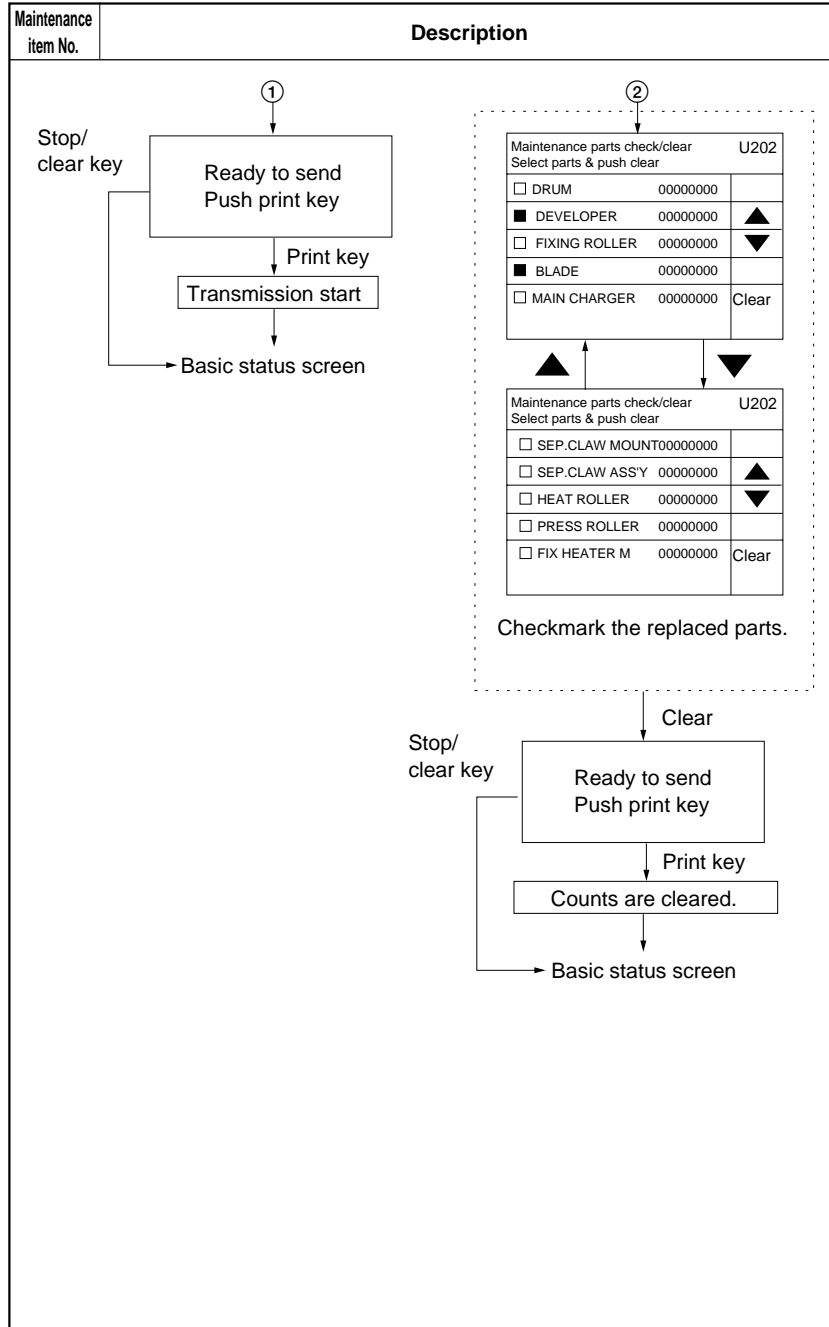 Maintenance
item No.
Description
①
Stop/
clear key
Ready to send
Push print key
Print key
Transmission start
Basic status screen
②
Maintenance parts check/clear U202
Select parts & push clear
DRUM 00000000
DEVELOPER 00000000
FIXING ROLLER 00000000
BLADE 00000000
MAIN CHARGER 00000000 Clear
Maintenance parts check/clear U202
Select parts & push clear
SEP.CLAW MOUNT00000000
SEP.CLAW ASS'Y 00000000
HEAT ROLLER 00000000
PRESS ROLLER 00000000
FIX HEATER M 00000000 Clear
Checkmark the replaced parts.
Clear
Stop/
clear key
Ready to send
Push print key
Print key
Counts are cleared.
Basic status screen